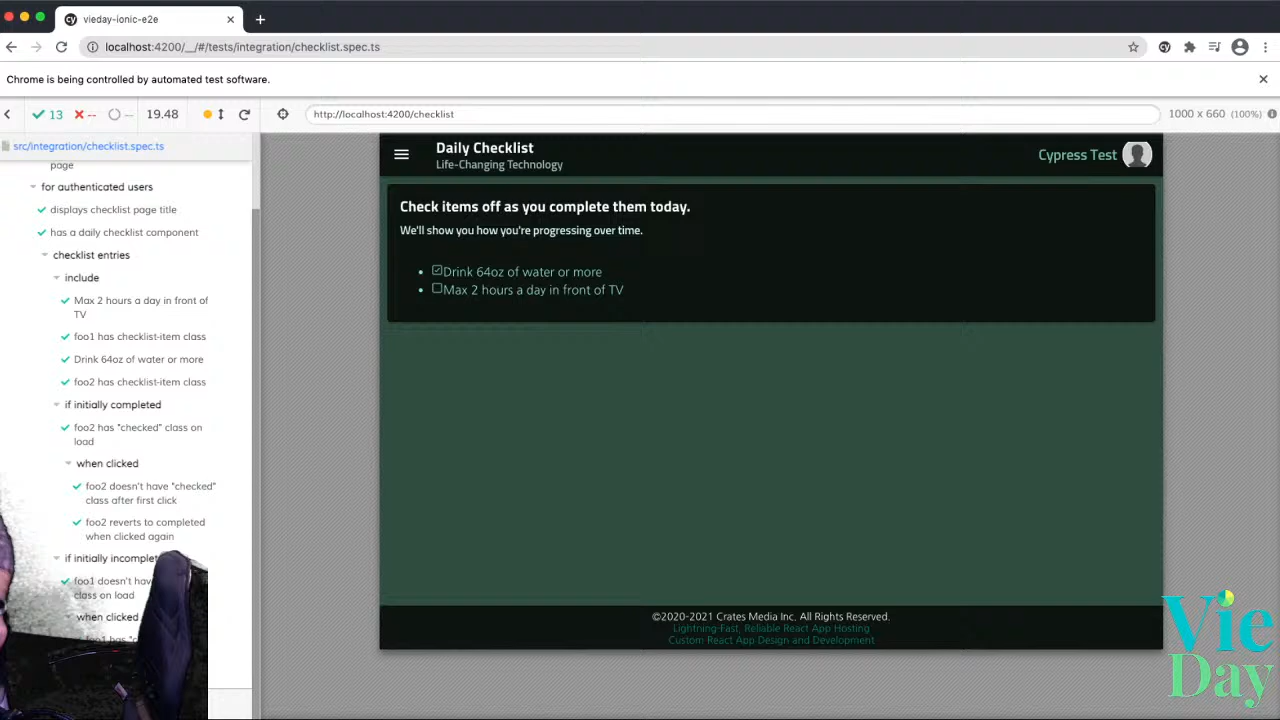 vieday-ionic-e2e
localhost:4200/__/#/tests/integration/checklist.spec.ts
Chrome is being controlled by automated test software.
13 -- -- 19.48
http://localhost:4200/checklist
1000 x 660 (100%)
src/integration/checklist.spec.ts
page
for authenticated users
displays checklist page title
has a daily checklist component
checklist entries
include
Max 2 hours a day in front of
TV
foo1 has checklist-item class
Drink 64oz of water or more
foo2 has checklist-item class
if initially completed
foo2 has "checked" class on
load
when clicked
foo2 doesn't have "checked"
class after first click
foo2 reverts to completed
when clicked again
if initially incomplet
foo1 doesn't have
class on load
when clicked
foo1 has "c
Daily Checklist
Life-Changing Technology
Cypress Test
Check items off as you complete them today.
We'll show you how you're progressing over time.
Drink 64oz of water or more
Max 2 hours a day in front of TV
©2020-2021 Crates Media Inc. All Rights Reserved.
Lightning-Fast, Reliable React App Hosting
Custom React App Design and Development
Vie
Day